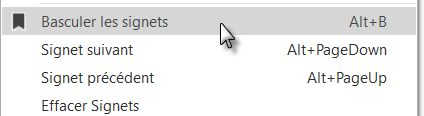 Basculer les signets Alt+B
Signet suivant Alt+PageDown
Signet précédent Alt+PageUp
Effacer Signets